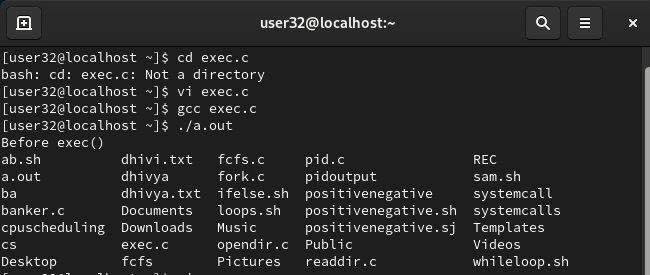 user32@localhost:~
[user32@localhost ~]$ cd exec.c
bash: cd: exec.c: Not a directory
[user32@localhost ~]$ vi exec.c
[user32@localhost ~]$ gcc exec.c
[user32@localhost ~]$ ./a.out
Before exec()
ab.sh dhivi.txt fcfs.c pid.c REC
a.out dhivya fork.c pidoutput sam.sh
ba dhivya.txt ifelse.sh positivenegative systemcall
banker.c Documents loops.sh positivenegative.sh systemcalls
cpuscheduling Downloads Music positivenegative.sj Templates
cs exec.c opendir.c Public Videos
Desktop fcfs Pictures readdir.c whileloop.sh